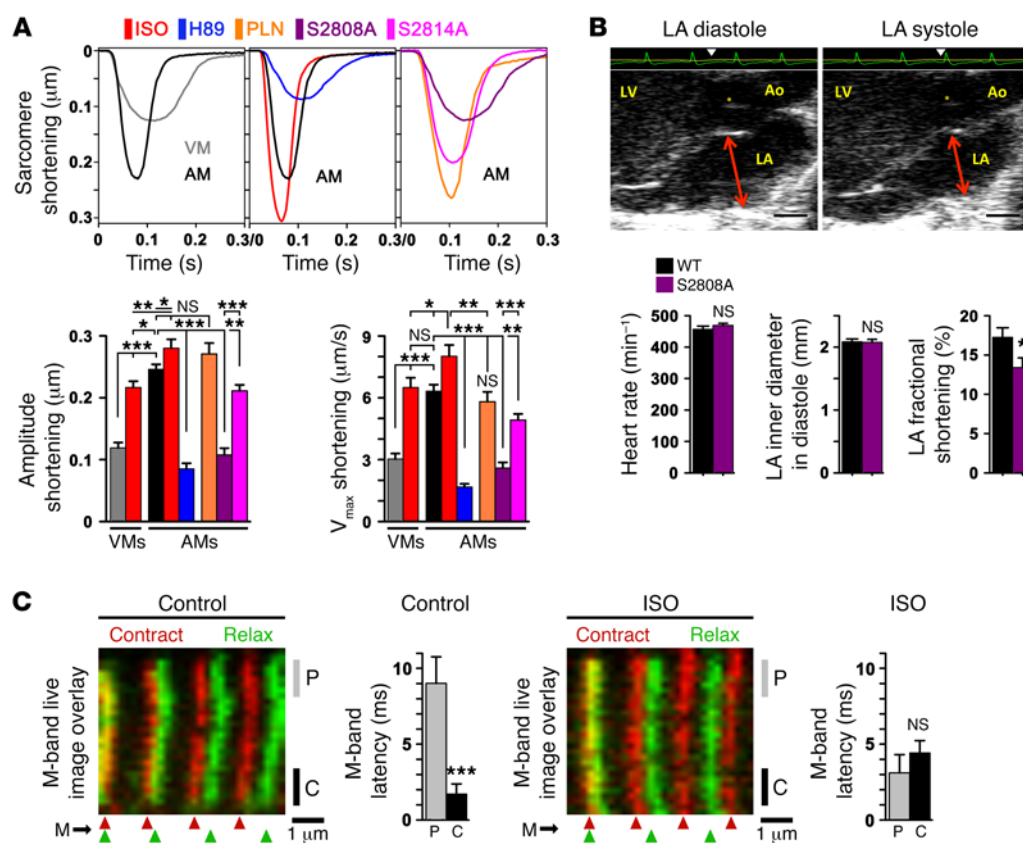 A
ISO H89 PLN S2808A S2814A
Sarcomere
shortening (μm)
0
0.1
0.2
0.3
VM
AM
AM
AM
0 0.1 0.2 0.3/0 0.1 0.2 0.3/0 0.1 0.2 0.3
Time (s) Time (s) Time (s)
Amplitude
shortening (μm)
0.3
0.2
0.1
0
*** * ** * NS *** *** **
VMs AMs
Vmax shortening (μm/s)
9
6
3
0
*** NS * ** *** NS *** **
VMs AMs
B
LA diastole LA systole
LV Ao LA
LV Ao LA
WT
S2808A
Heart rate (min⁻¹)
500
400
300
200
100
0
NS
LA inner diameter
in diastole (mm)
2
1
0
NS
LA fractional
shortening (%)
20
15
10
5
0
*
C
Control
Contract Relax
M-band live
image overlay
P
C
M
1 μm
Control
M-band
latency (ms)
10
5
0
***
P C
ISO
Contract Relax
M-band live
image overlay
P
C
M
1 μm
ISO
M-band
latency (ms)
10
5
0
NS
P C